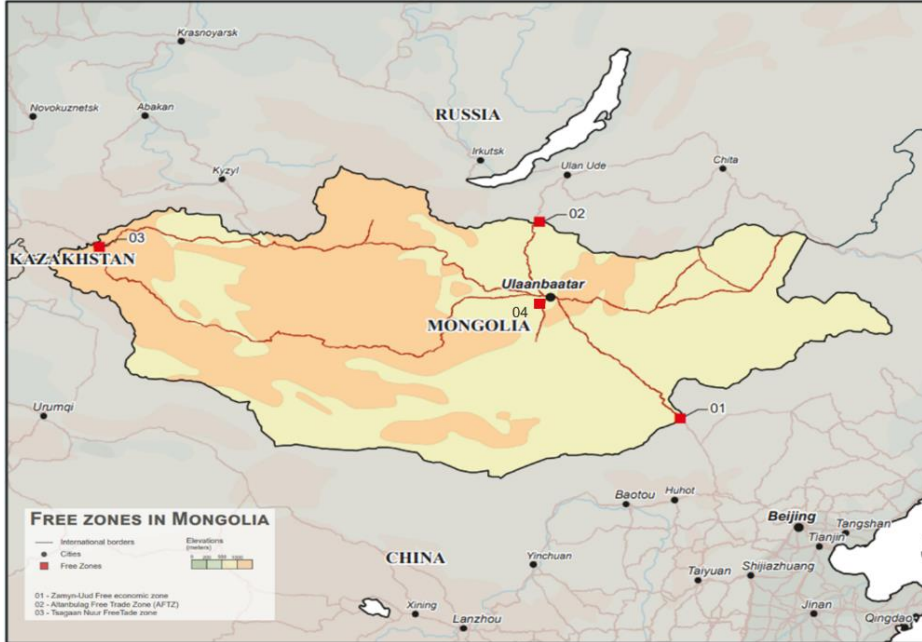 Krasnoyarsk
Novokuznetsk
Abakan
RUSSIA
Irkutsk
Ulan Ude
Chita
Kyzyl
02
03
KAZAKHSTAN
Ulaanbaatar
04
MONGOLIA
01
Urumqi
Baotou
Huhot
Beijing
Tangshan
Tianjin
CHINA
Yinchuan
Taiyuan
Shijiazhuang
Xining
Lanzhou
Jinan
Qingdao
FREE ZONES IN MONGOLIA
International borders
Cities
Free Zones
Elevations
(meters)
01 - Zamyn-Uud Free economic zone
02 - Altanbulag Free Trade Zone (AFTZ)
03 - Tsagaan Nuur FreeTade zone